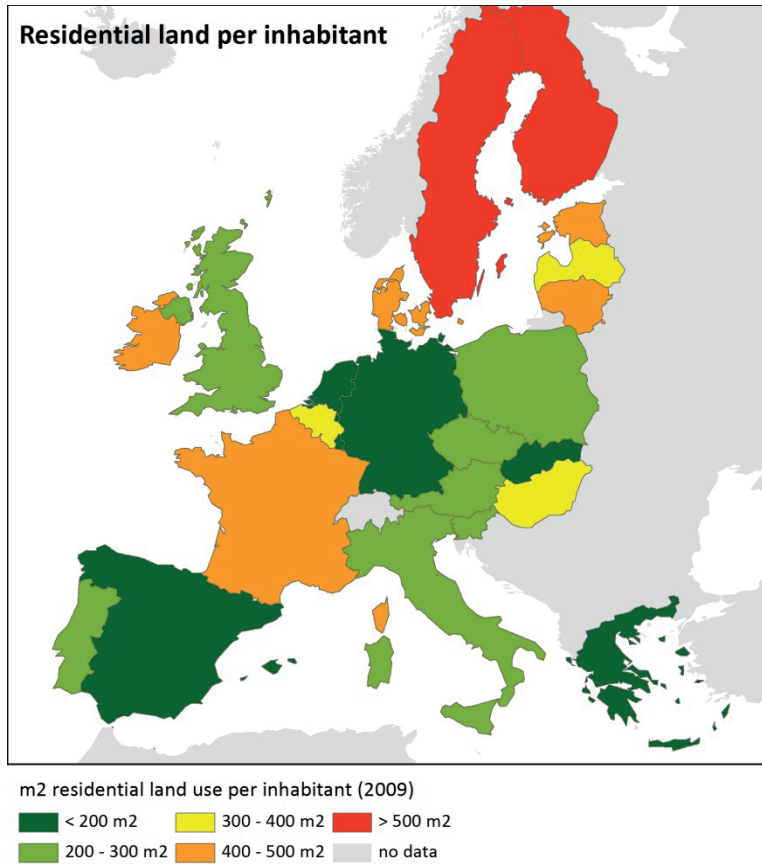 Residential land per inhabitant
m2 residential land use per inhabitant (2009)
< 200 m2 300 - 400 m2 > 500 m2
200 - 300 m2 400 - 500 m2 no data